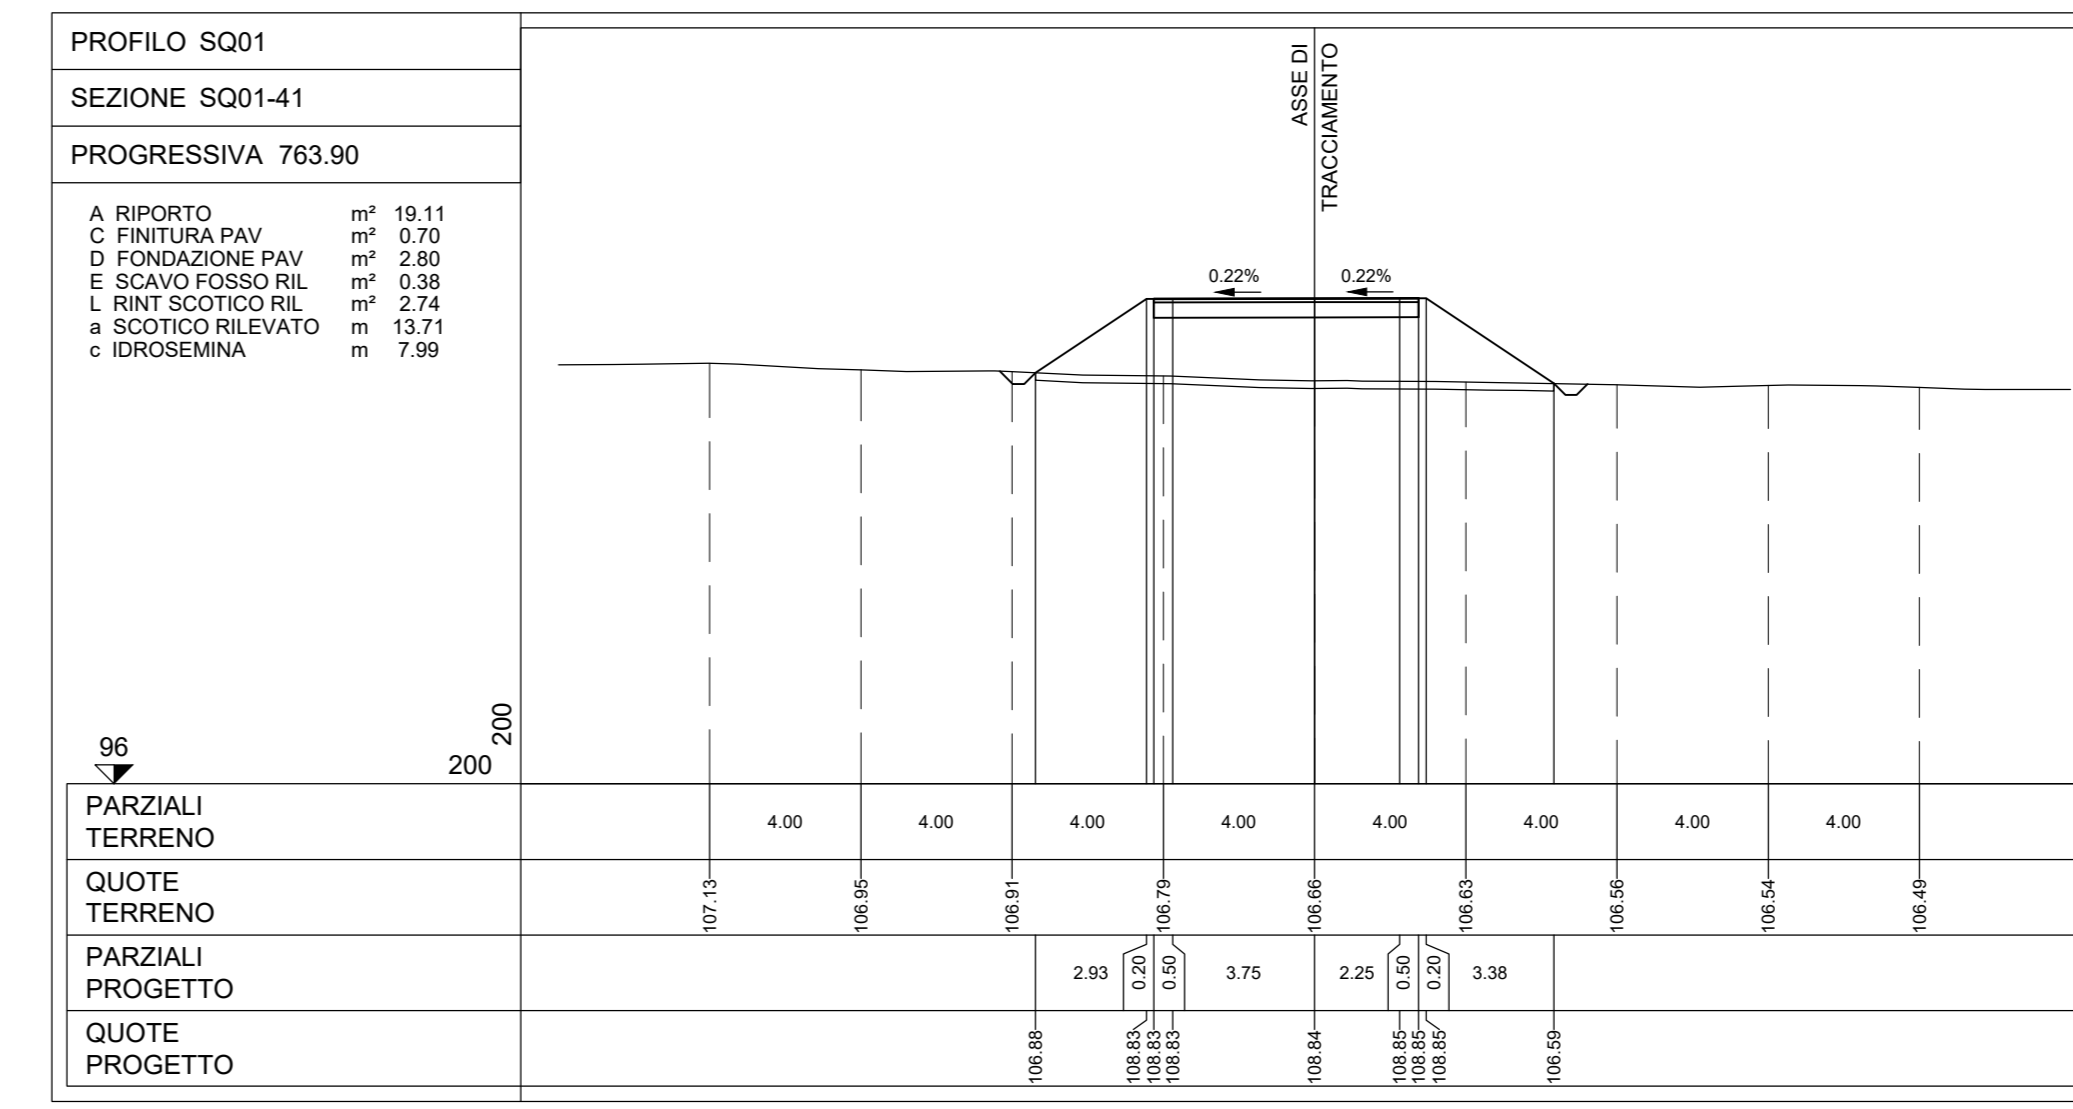 PROFILO SQ01
SEZIONE SQ01-41
PROGRESSIVA 763.90
A RIPORTO m² 19.11
C FINITURA PAV m² 0.70
D FONDAZIONE PAV m² 2.80
E SCAVO FOSSO RIL m² 0.38
L RINT SCOTICO RIL m² 2.74
a SCOTICO RILEVATO m 13.71
c IDROSEMINA m 7.99
ASSE DI
TRACCIAMENTO
0.22% 0.22%
96
200
200
PARZIALI
TERRENO
4.00 4.00 4.00 4.00 4.00 4.00 4.00 4.00
QUOTE
TERRENO
107.13 106.95 106.91 106.79 106.66 106.63 106.56 106.54 106.49
PARZIALI
PROGETTO
2.93 0.20 0.50 3.75 2.25 0.50 0.20 3.38
QUOTE
PROGETTO
106.88 108.83 108.83 108.83 108.84 108.85 108.85 108.85 106.59